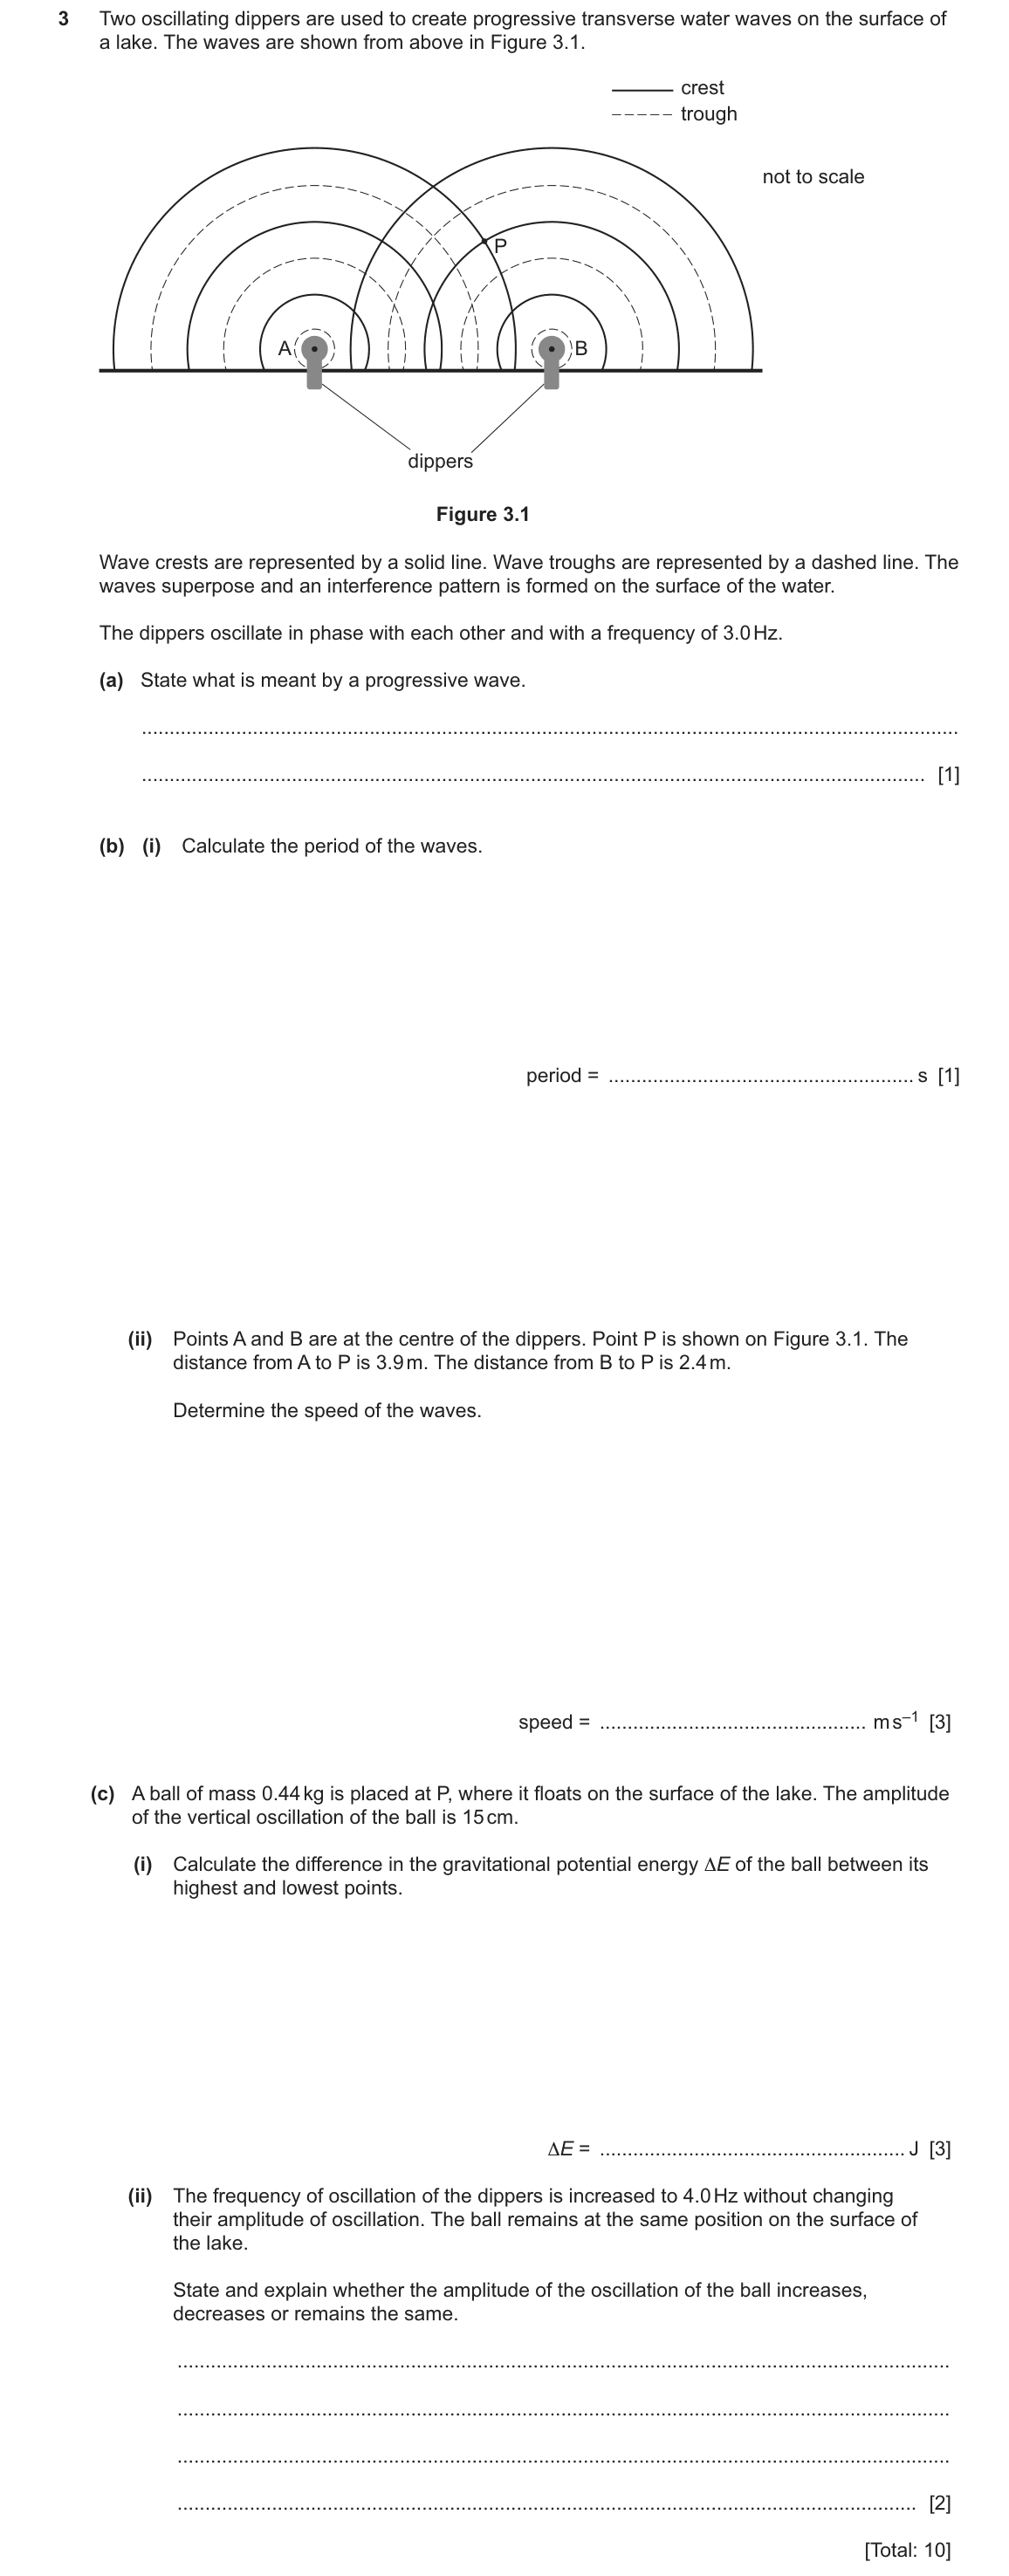 3 Two oscillating dippers are used to create progressive transverse water waves on the surface of
a lake. The waves are shown from above in Figure 3.1.
crest
trough
not to scale
P
A
B
dippers
Figure 3.1
Wave crests are represented by a solid line. Wave troughs are represented by a dashed line. The
waves superpose and an interference pattern is formed on the surface of the water.
The dippers oscillate in phase with each other and with a frequency of 3.0 Hz.
(a) State what is meant by a progressive wave.
..........................................................................................................................................
.................................................................................................................................... [1]
(b) (i) Calculate the period of the waves.
period = ...................................................... s [1]
(ii) Points A and B are at the centre of the dippers. Point P is shown on Figure 3.1. The
distance from A to P is 3.9 m. The distance from B to P is 2.4 m.
Determine the speed of the waves.
speed = ............................................... m s⁻¹ [3]
(c) A ball of mass 0.44 kg is placed at P, where it floats on the surface of the lake. The amplitude
of the vertical oscillation of the ball is 15 cm.
(i) Calculate the difference in the gravitational potential energy ΔE of the ball between its
highest and lowest points.
ΔE = ...................................................... J [3]
(ii) The frequency of oscillation of the dippers is increased to 4.0 Hz without changing
their amplitude of oscillation. The ball remains at the same position on the surface of
the lake.
State and explain whether the amplitude of the oscillation of the ball increases,
decreases or remains the same.
..........................................................................................................................................
..........................................................................................................................................
..........................................................................................................................................
.................................................................................................................................... [2]
[Total: 10]